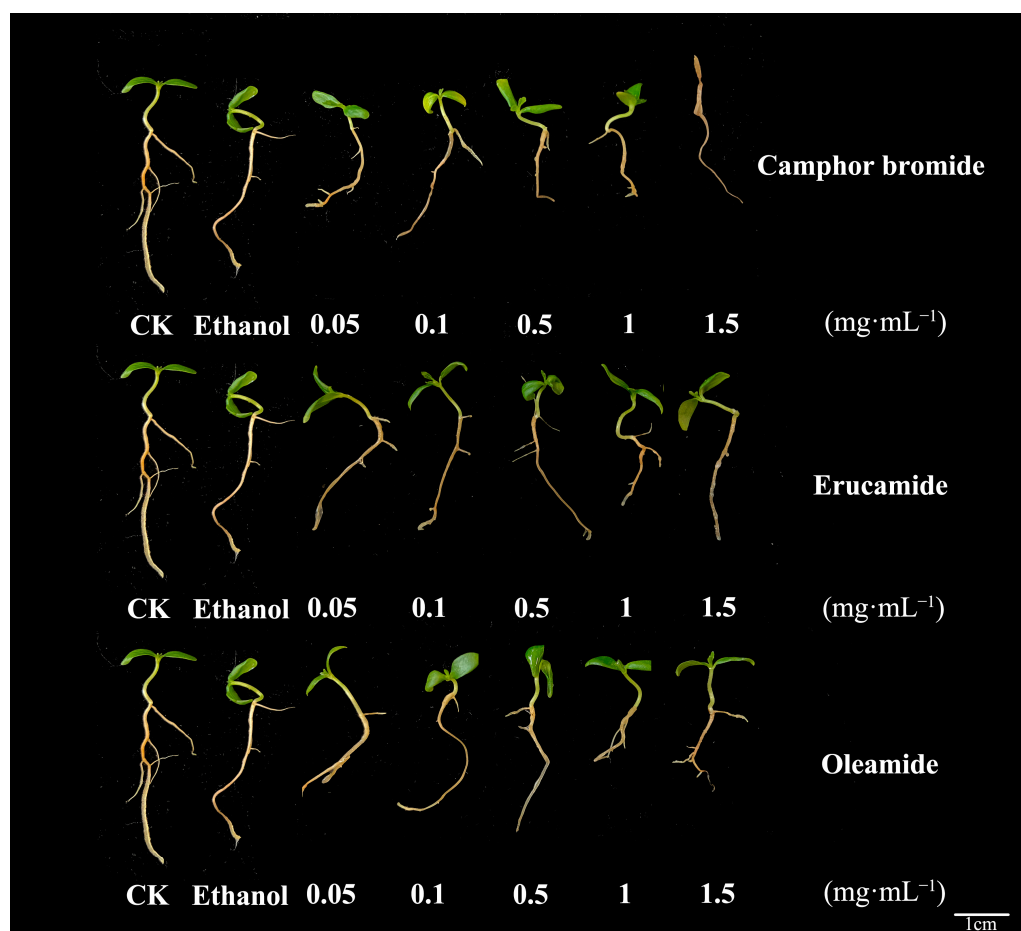 Camphor bromide
CK Ethanol 0.05 0.1 0.5 1 1.5 (mg·mL⁻¹)
Erucamide
CK Ethanol 0.05 0.1 0.5 1 1.5 (mg·mL⁻¹)
Oleamide
CK Ethanol 0.05 0.1 0.5 1 1.5 (mg·mL⁻¹)
1cm